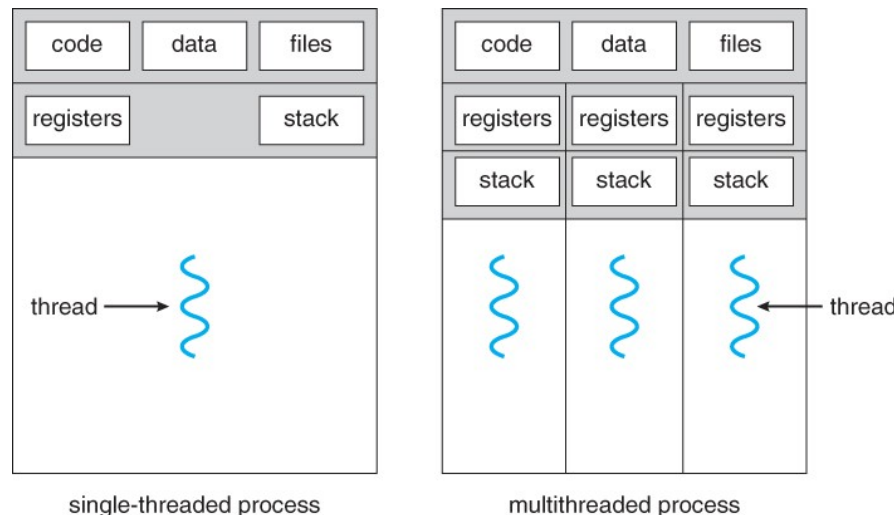 code data files
registers stack
thread
single-threaded process
code data files
registers registers registers
stack stack stack
thread
multithreaded process